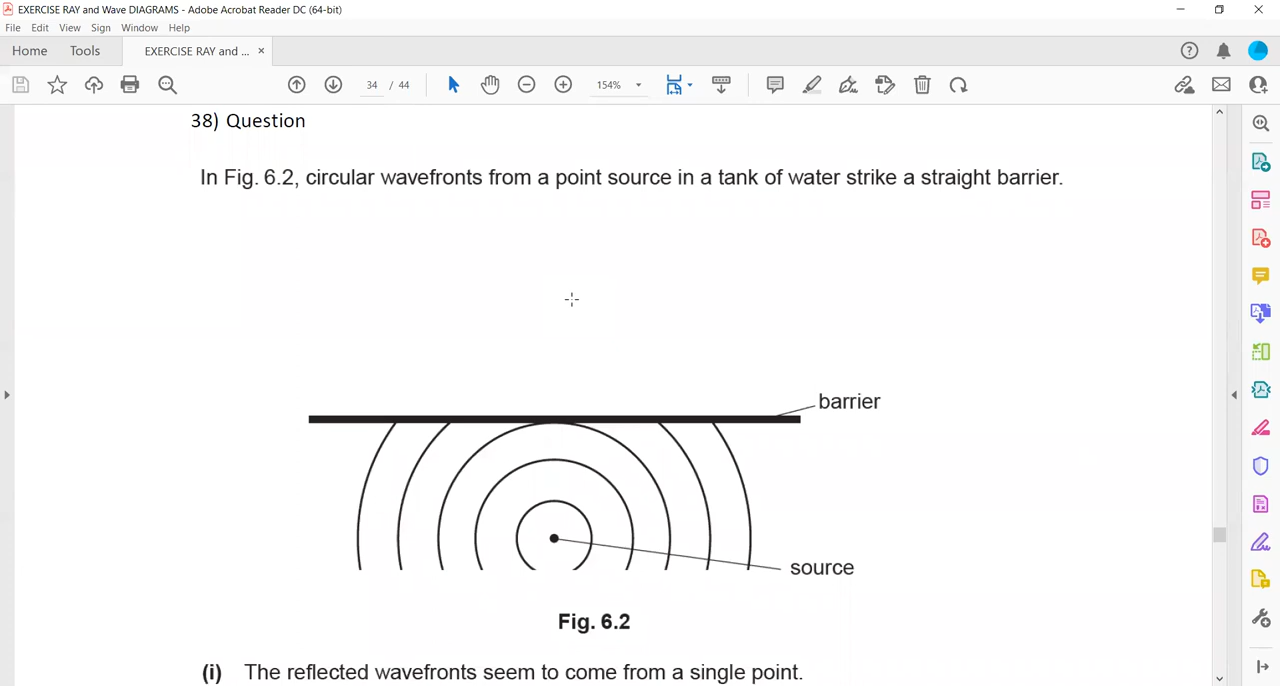 EXERCISE RAY and Wave DIAGRAMS - Adobe Acrobat Reader DC (64-bit)
File Edit View Sign Window Help
Home Tools EXERCISE RAY and ... ×
34 / 44 154%
38) Question
In Fig. 6.2, circular wavefronts from a point source in a tank of water strike a straight barrier.
barrier
source
Fig. 6.2
(i) The reflected wavefronts seem to come from a single point.